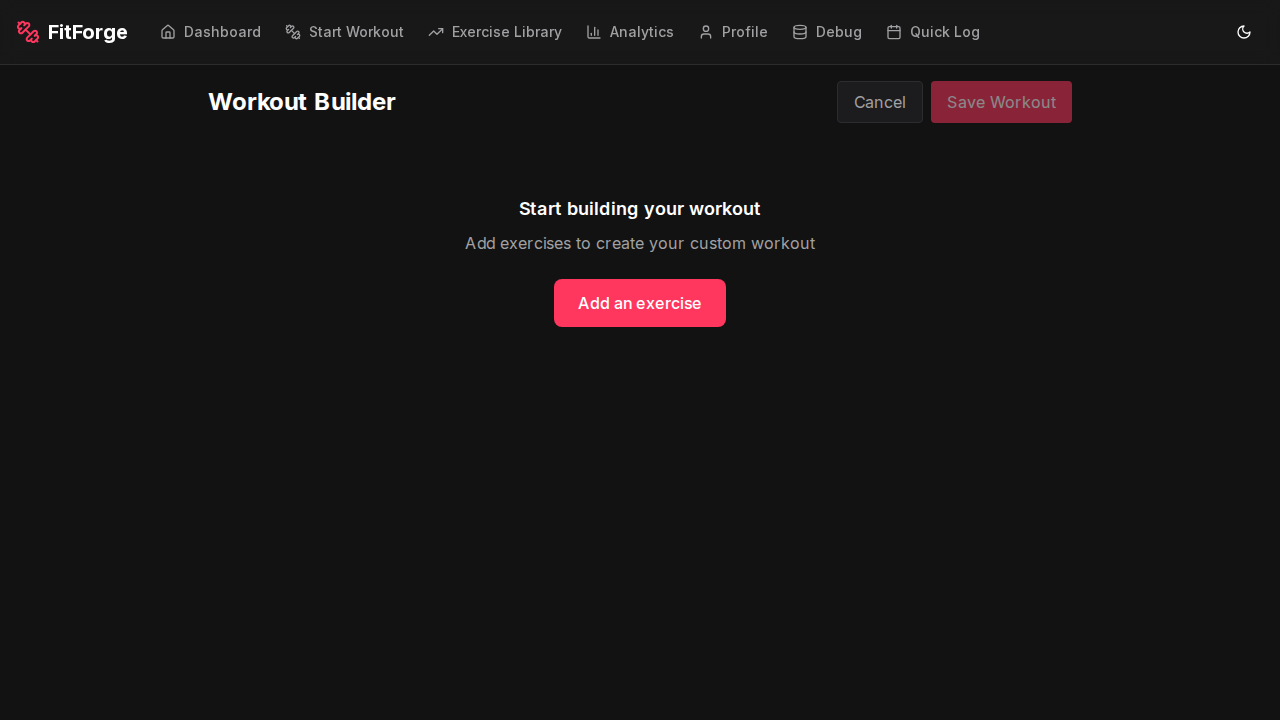 FitForge
Dashboard
Start Workout
Exercise Library
Analytics
Profile
Debug
Quick Log
Workout Builder
Cancel
Save Workout
Start building your workout
Add exercises to create your custom workout
Add an exercise